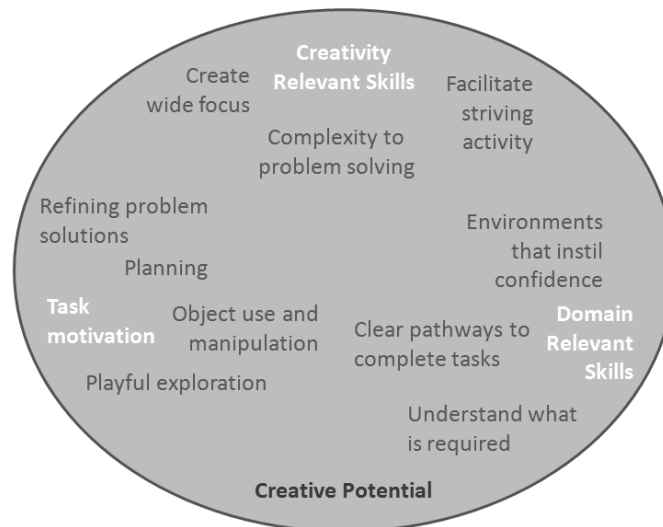 Creativity
Relevant Skills
Create
wide focus
Facilitate
striving
activity
Complexity to
problem solving
Refining problem
solutions
Environments
that instil
confidence
Planning
Task
motivation
Object use and
manipulation
Clear pathways to
complete tasks
Domain
Relevant
Skills
Playful exploration
Understand what
is required
Creative Potential